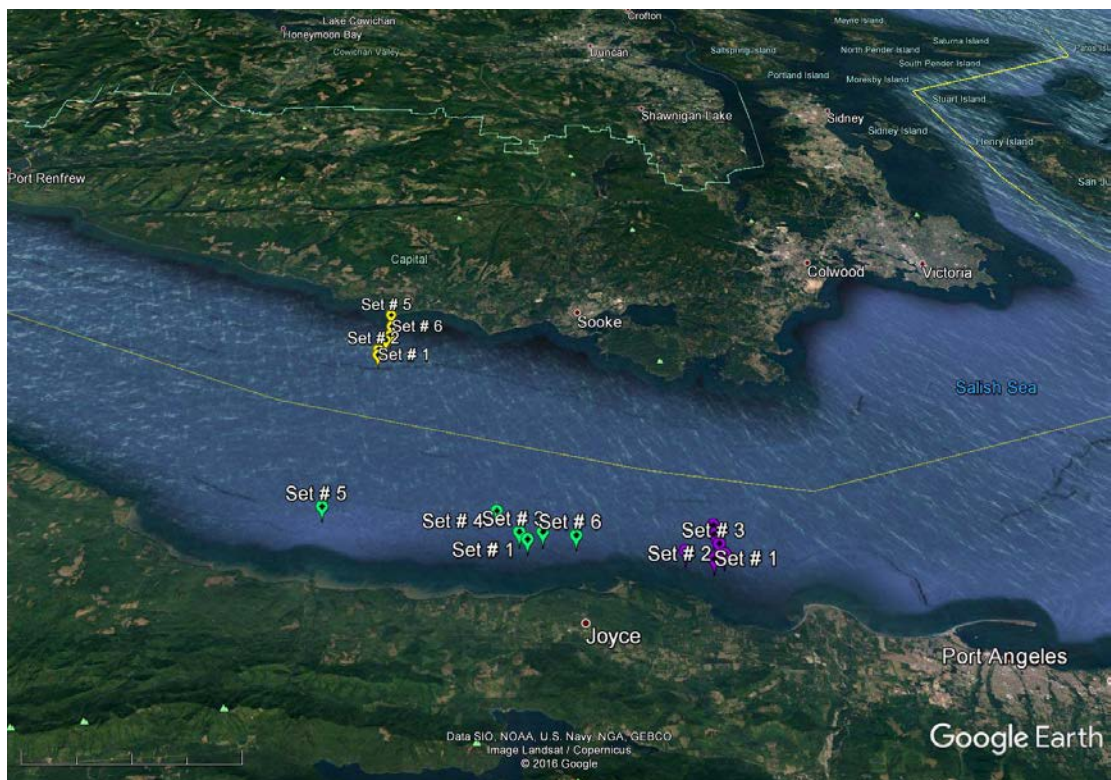 Lake Cowichan
Honeymoon Bay
Cowichan Valley
Crofton
Duncan
Saltspring Island
Mayne Island
Saturna Island
North Pender Island
South Pender Island
Portland Island
Moresby Island
Stuart Island
Shawnigan Lake
Sidney
Sidney Island
Henry Island
Port Renfrew
San Ju
Capital
Colwood
Victoria
Set # 5
Sooke
Set # 6
Set # 2
Set # 1
Salish Sea
Set # 5
Set # 4
Set # 3
Set # 6
Set # 1
Set # 3
Set # 2
Set # 1
Joyce
Port Angeles
Data SIO, NOAA, U.S. Navy, NGA, GEBCO
Image Landsat / Copernicus
© 2016 Google
Google Earth